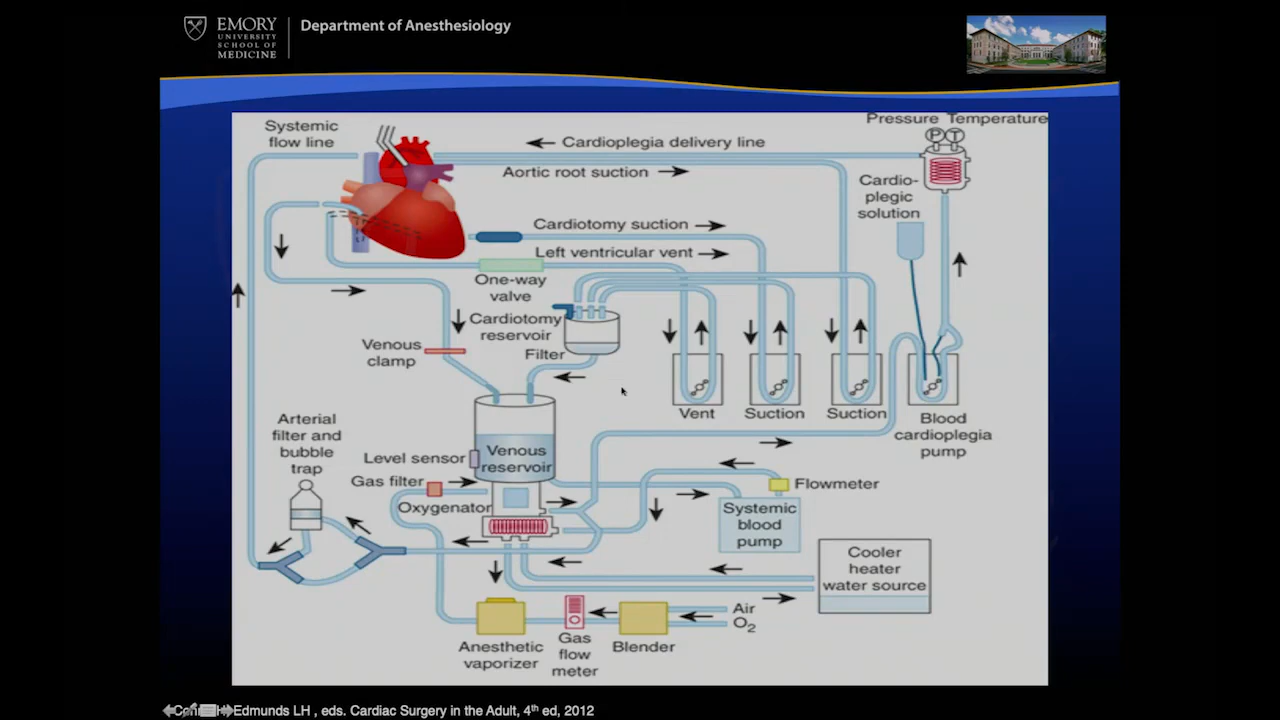 EMORY
UNIVERSITY
SCHOOL OF
MEDICINE
Department of Anesthesiology
Systemic
flow line
Cardioplegia delivery line
Aortic root suction
Pressure Temperature
P T
Cardio-
plegic
solution
Cardiotomy suction
Left ventricular vent
One-way
valve
Cardiotomy
reservoir
Filter
Venous
clamp
Vent
Suction
Suction
Blood
cardioplegia
pump
Arterial
filter and
bubble
trap
Level sensor
Venous
reservoir
Gas filter
Oxygenator
Flowmeter
Systemic
blood
pump
Cooler
heater
water source
Air
O2
Anesthetic
vaporizer
Gas
flow
meter
Blender
Edmunds LH , eds. Cardiac Surgery in the Adult, 4th ed, 2012